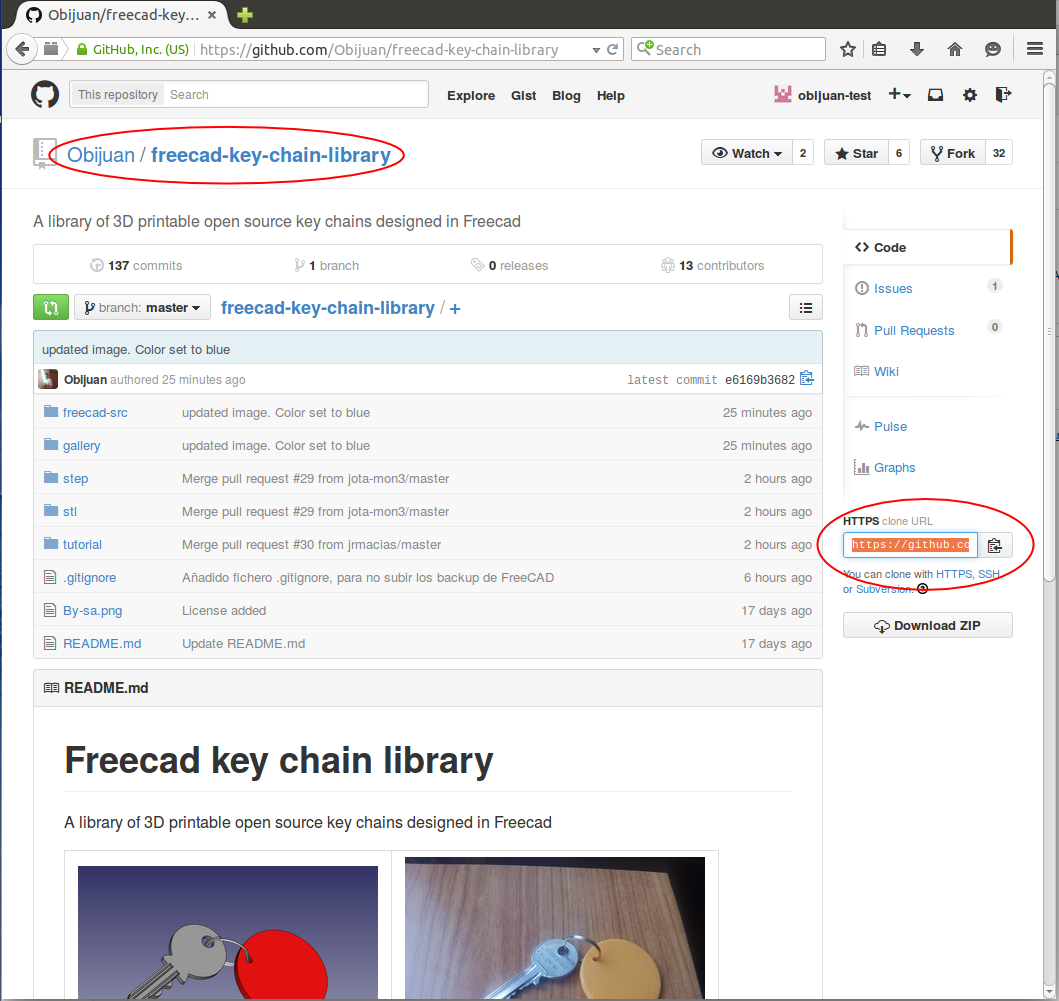 Obijuan/freecad-key-...
GitHub, Inc. (US) https://github.com/Obijuan/freecad-key-chain-library Search
This repository Search Explore Gist Blog Help obijuan-test
Obijuan / freecad-key-chain-library Watch 2 Star 6 Fork 32
A library of 3D printable open source key chains designed in Freecad
137 commits 1 branch 0 releases 13 contributors
branch: master freecad-key-chain-library / +
updated image. Color set to blue
Obijuan authored 25 minutes ago latest commit e6169b3682
freecad-src updated image. Color set to blue 25 minutes ago
gallery updated image. Color set to blue 25 minutes ago
step Merge pull request #29 from jota-mon3/master 2 hours ago
stl Merge pull request #29 from jota-mon3/master 2 hours ago
tutorial Merge pull request #30 from jrmacias/master 2 hours ago
.gitignore Añadido fichero .gitignore, para no subir los backup de FreeCAD 6 hours ago
By-sa.png License added 17 days ago
README.md Update README.md 17 days ago
Code
Issues 1
Pull Requests 0
Wiki
Pulse
Graphs
HTTPS clone URL
https://github.co
You can clone with HTTPS, SSH,
or Subversion.
Download ZIP
README.md
Freecad key chain library
A library of 3D printable open source key chains designed in Freecad